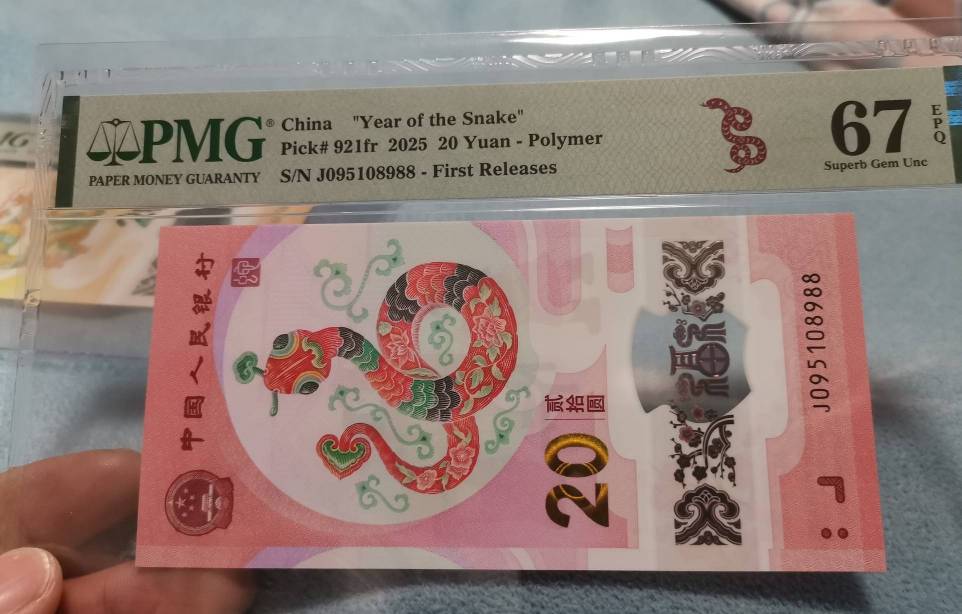 PMG®
PAPER MONEY GUARANTY
China "Year of the Snake"
Pick# 921fr 2025 20 Yuan - Polymer
S/N J095108988 - First Releases
67
EPQ
Superb Gem Unc
中国人民银行
贰拾圆
20
福
J095108988